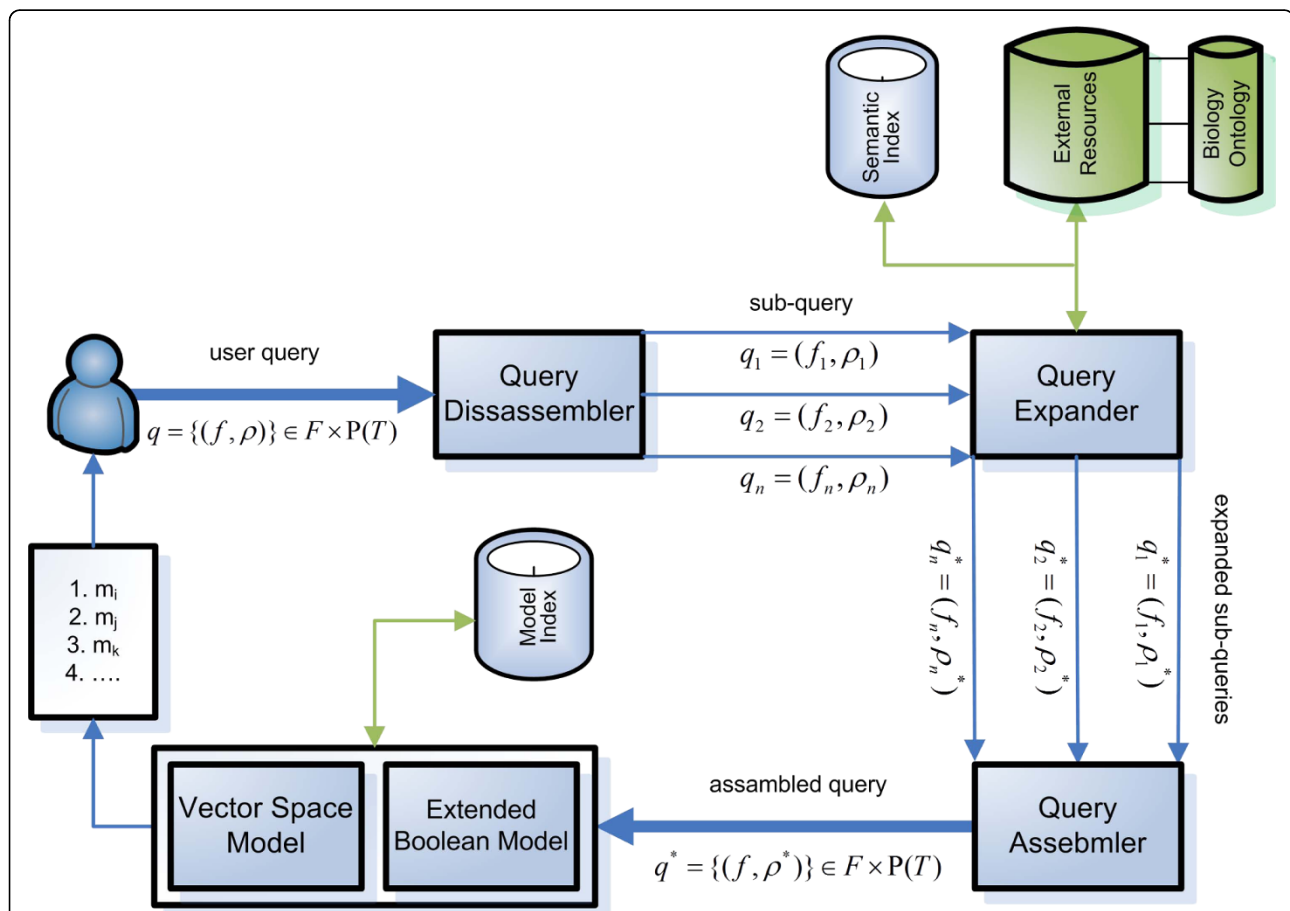 Semantic
Index
External
Resources
Biology
Ontology
user query
q = {(f, ρ)} ∈ F × P(T)
Query
Dissassembler
sub-query
q₁ = (f₁, ρ₁)
q₂ = (f₂, ρ₂)
qₙ = (fₙ, ρₙ)
Query
Expander
expanded sub-queries
q₁* = (f₁, ρ₁*)
q₂* = (f₂, ρ₂*)
qₙ* = (fₙ, ρₙ*)
Query
Assebmler
assambled query
q* = {(f, ρ*)} ∈ F × P(T)
Model
Index
Vector Space
Model
Extended
Boolean Model
1. mᵢ
2. mⱼ
3. mₖ
4. ....